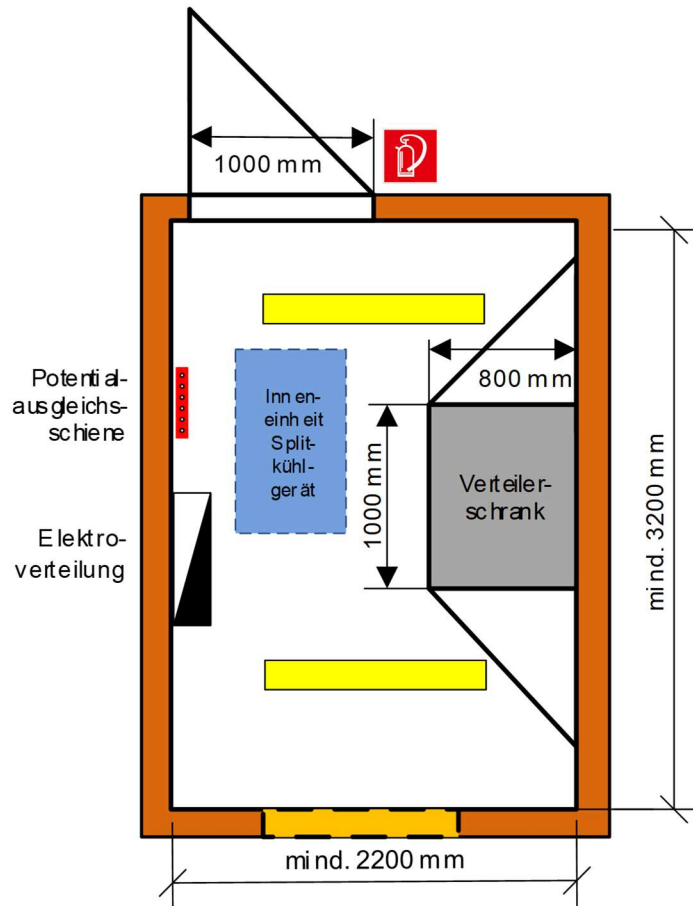 1000 mm
Potential-
ausgleichs-
schiene
Elektro-
verteilung
Innen-
einheit
Split-
kühl-
gerät
800 mm
1000 mm
Verteiler-
schrank
mind. 3200 mm
mind. 2200 mm